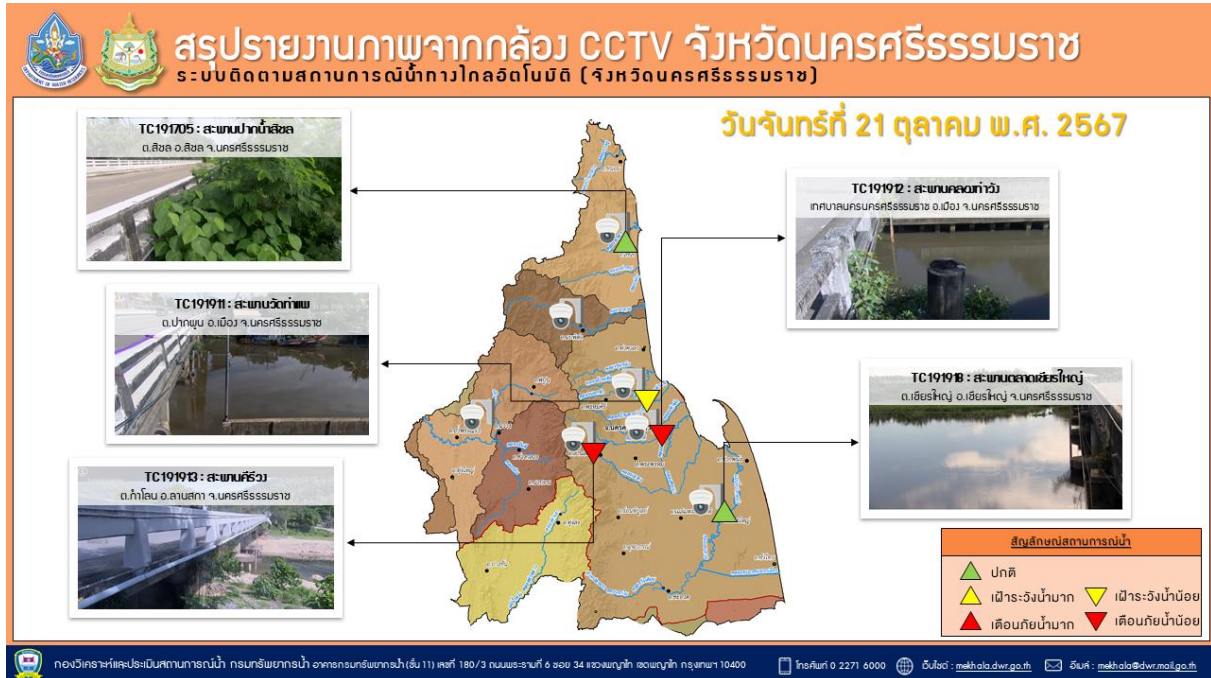 สรุปรายงานภาพจากกล้อง CCTV จังหวัดนครศรีธรรมราช
ระบบติดตามสถานการณ์น้ำทางไกลอัตโนมัติ (จังหวัดนครศรีธรรมราช)
วันจันทร์ที่ 21 ตุลาคม พ.ศ. 2567
TC191705 : สะพานปากน้ำสิชล
ต.สิชล อ.สิชล จ.นครศรีธรรมราช
TC191912 : สะพานคลองท่าวัง
เทศบาลนครนครศรีธรรมราช อ.เมือง จ.นครศรีธรรมราช
TC191911 : สะพานวัดท่าแพ
ต.ปากพูน อ.เมือง จ.นครศรีธรรมราช
TC191918 : สะพานตลาดเชียรใหญ่
ต.เชียรใหญ่ อ.เชียรใหญ่ จ.นครศรีธรรมราช
TC191913 : สะพานคีรีวง
ต.กำโลน อ.ลานสกา จ.นครศรีธรรมราช
สัญลักษณ์สถานการณ์น้ำ
ปกติ
เฝ้าระวังน้ำมาก เฝ้าระวังน้ำน้อย
เตือนภัยน้ำมาก เตือนภัยน้ำน้อย
กองวิเคราะห์และประเมินสถานการณ์น้ำ กรมทรัพยากรน้ำ อาคารกรมทรัพยากรน้ำ (ชั้น 11) เลขที่ 180/3 ถนนพระรามที่ 6 ซอย 34 แขวงพญาไท เขตพญาไท กรุงเทพฯ 10400 โทรศัพท์ 0 2271 6000 เว็บไซต์ : mekhala.dwr.go.th อีเมล์ : mekhala@dwr.mail.go.th